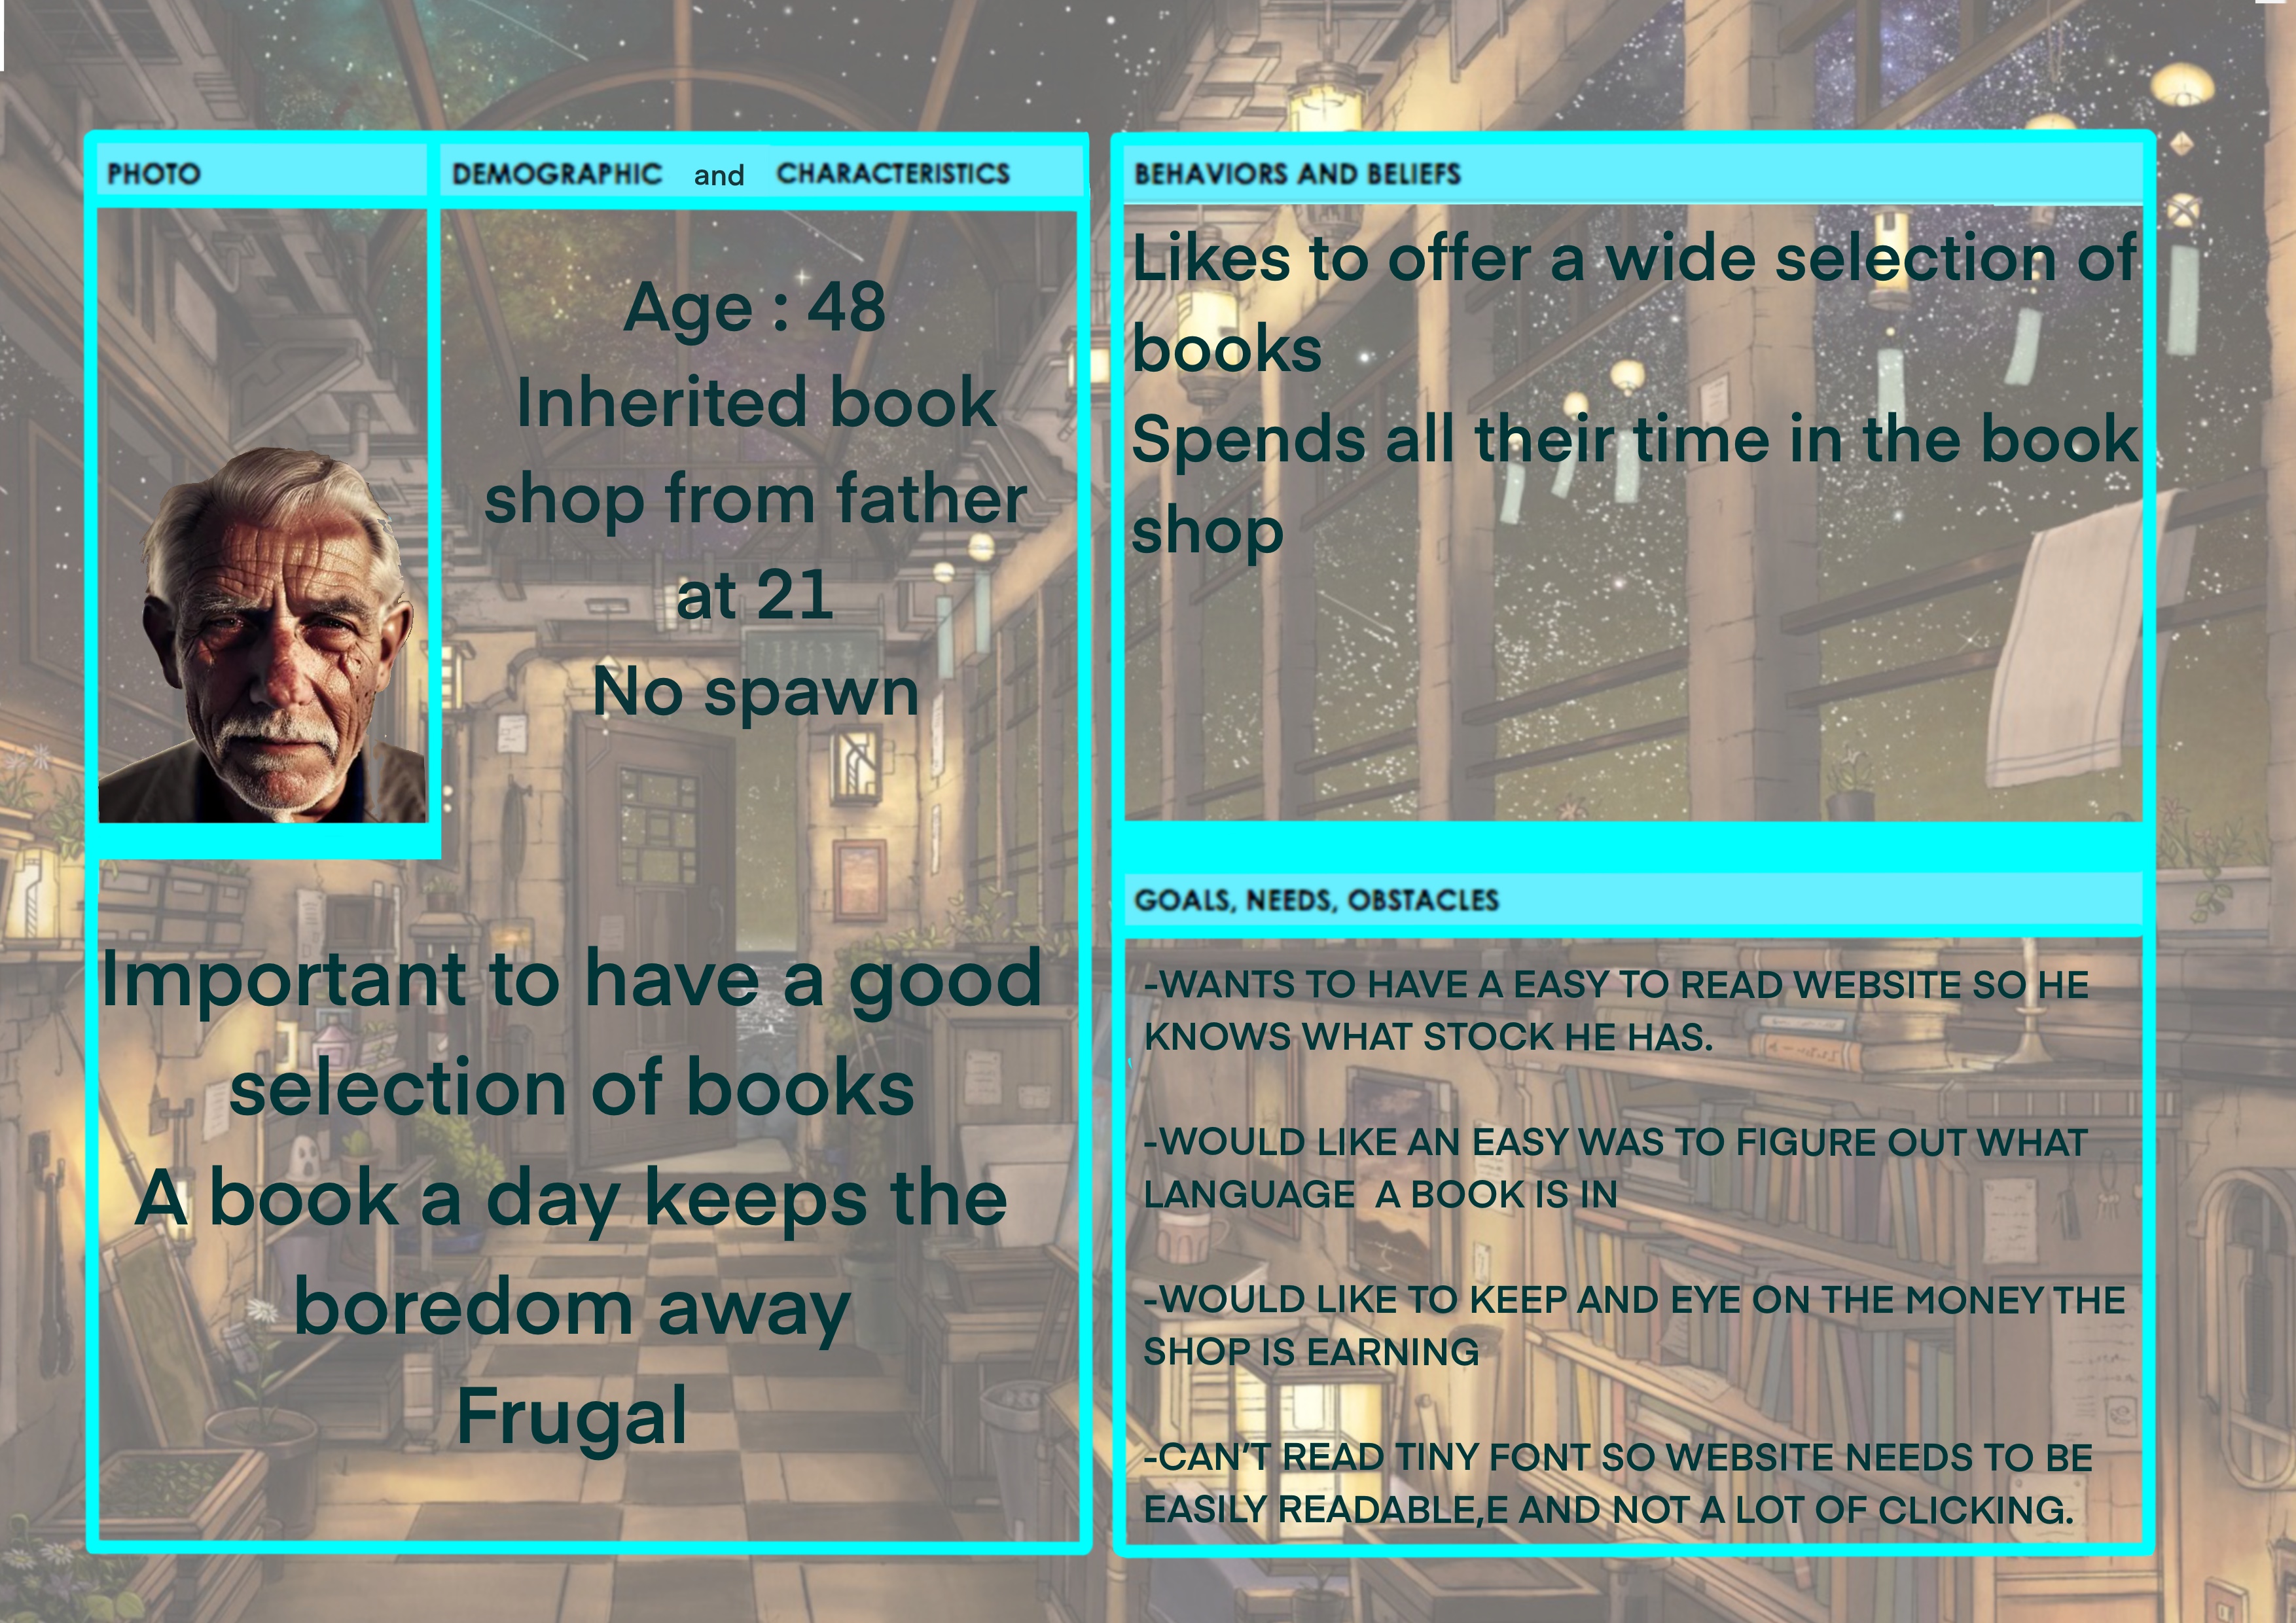 PHOTO
DEMOGRAPHIC and CHARACTERISTICS
Age : 48
Inherited book
shop from father
at 21
No spawn
Important to have a good
selection of books
A book a day keeps the
boredom away
Frugal
BEHAVIORS AND BELIEFS
Likes to offer a wide selection of
books
Spends all their time in the book
shop
GOALS, NEEDS, OBSTACLES
-WANTS TO HAVE A EASY TO READ WEBSITE SO HE
KNOWS WHAT STOCK HE HAS.
-WOULD LIKE AN EASY WAS TO FIGURE OUT WHAT
LANGUAGE  A BOOK IS IN
-WOULD LIKE TO KEEP AND EYE ON THE MONEY THE
SHOP IS EARNING
-CAN'T READ TINY FONT SO WEBSITE NEEDS TO BE
EASILY READABLE,E AND NOT A LOT OF CLICKING.